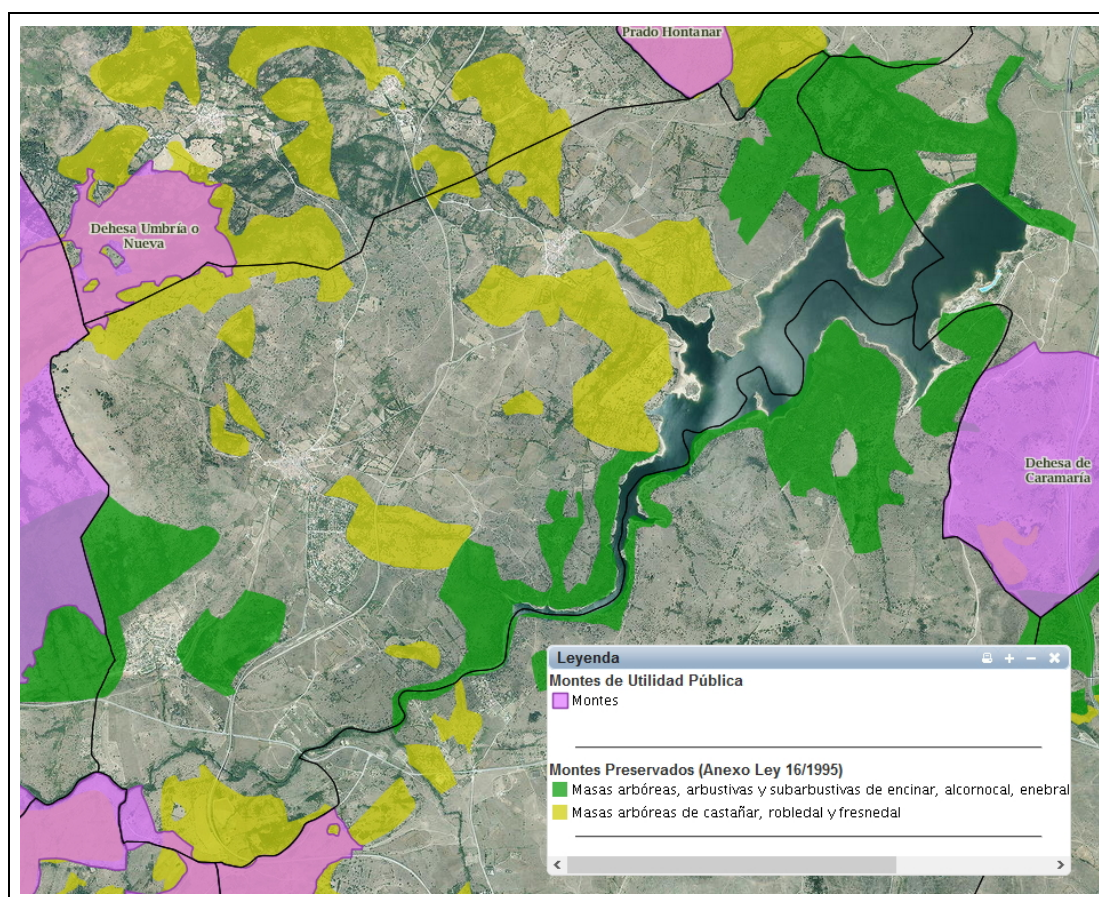 Prado Hontanar
Dehesa Umbría o
Nueva
Dehesa de
Caramaría
Leyenda
Montes de Utilidad Pública
Montes
Montes Preservados (Anexo Ley 16/1995)
Masas arbóreas, arbustivas y subarbustivas de encinar, alcornocal, enebral
Masas arbóreas de castañar, robledal y fresnedal